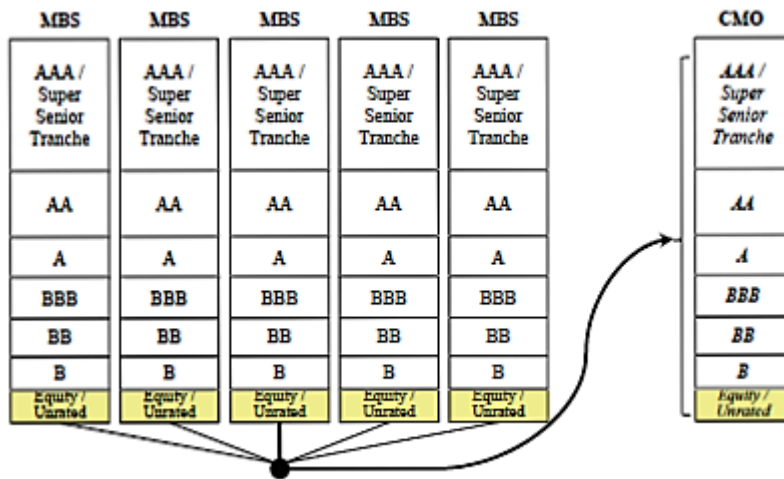 MBS MBS MBS MBS MBS CMO
AAA / AAA / AAA / AAA / AAA / AAA /
Super Super Super Super Super Super
Senior Senior Senior Senior Senior Senior
Tranche Tranche Tranche Tranche Tranche Tranche
AA AA AA AA AA AA
A A A A A A
BBB BBB BBB BBB BBB BBB
BB BB BB BB BB BB
B B B B B B
Equity / Equity / Equity / Equity / Equity / Equity /
Unrated Unrated Unrated Unrated Unrated Unrated